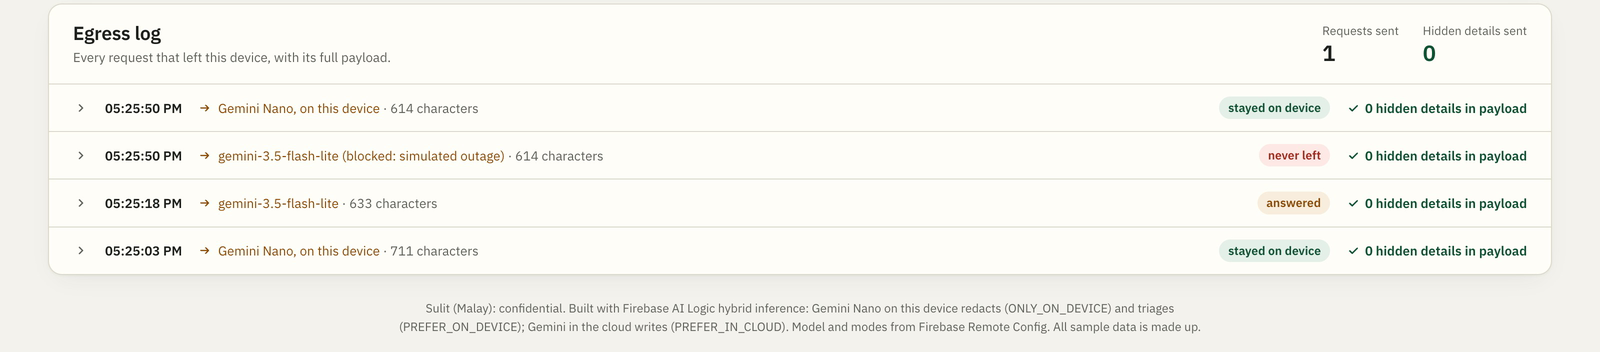 Egress log
Every request that left this device, with its full payload.
Requests sent
1
Hidden details sent
0
05:25:50 PM → Gemini Nano, on this device · 614 characters stayed on device ✓ 0 hidden details in payload
05:25:50 PM → gemini-3.5-flash-lite (blocked: simulated outage) · 614 characters never left ✓ 0 hidden details in payload
05:25:18 PM → gemini-3.5-flash-lite · 633 characters answered ✓ 0 hidden details in payload
05:25:03 PM → Gemini Nano, on this device · 711 characters stayed on device ✓ 0 hidden details in payload
Sulit (Malay): confidential. Built with Firebase AI Logic hybrid inference: Gemini Nano on this device redacts (ONLY_ON_DEVICE) and triages
(PREFER_ON_DEVICE); Gemini in the cloud writes (PREFER_IN_CLOUD). Model and modes from Firebase Remote Config. All sample data is made up.